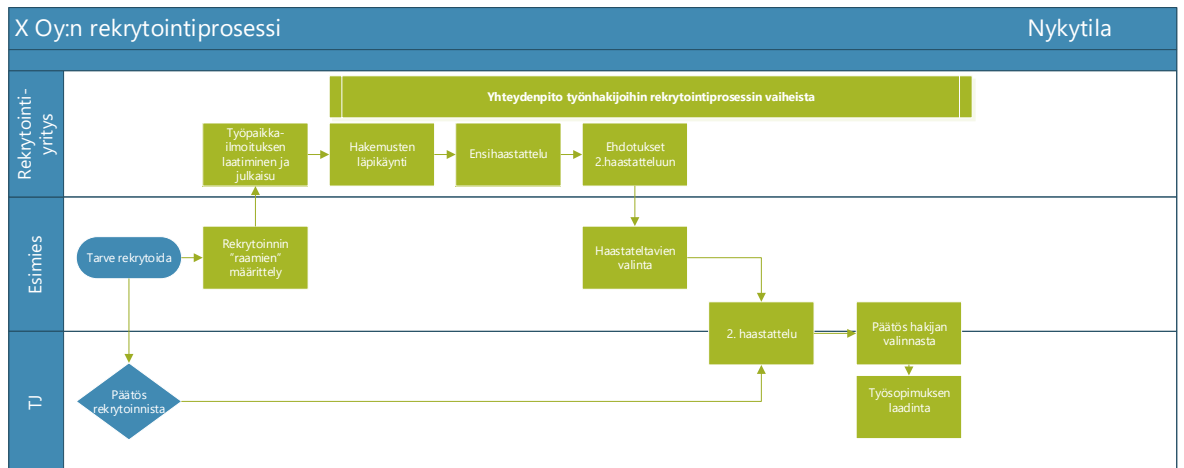 X Oy:n rekrytointiprosessi
Nykytila
Rekrytointi-
yritys
Yhteydenpito työnhakijoihin rekrytointiprosessin vaiheista
Työpaikka-
ilmoituksen
laatiminen ja
julkaisu
Hakemusten
läpikäynti
Ensihaastattelu
Ehdotukset
2.haastatteluun
Esimies
Tarve rekrytoida
Rekrytoinnin
“raamien”
määrittely
Haastateltavien
valinta
2. haastattelu
Päätös hakijan
valinnasta
TJ
Päätös
rekrytoinnista
Työsopimuksen
laadinta